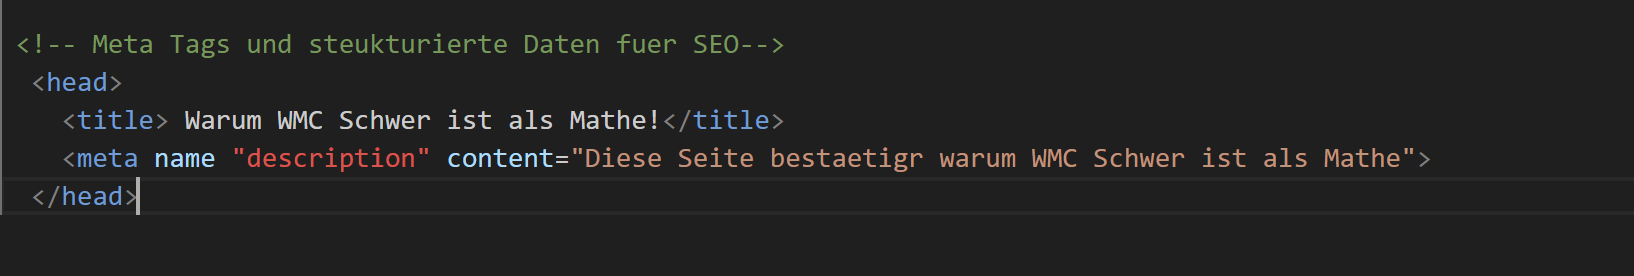 <!-- Meta Tags und steukturierte Daten fuer SEO-->
<head>
<title> Warum WMC Schwer ist als Mathe!</title>
<meta name "description" content="Diese Seite bestaetigr warum WMC Schwer ist als Mathe">
</head>